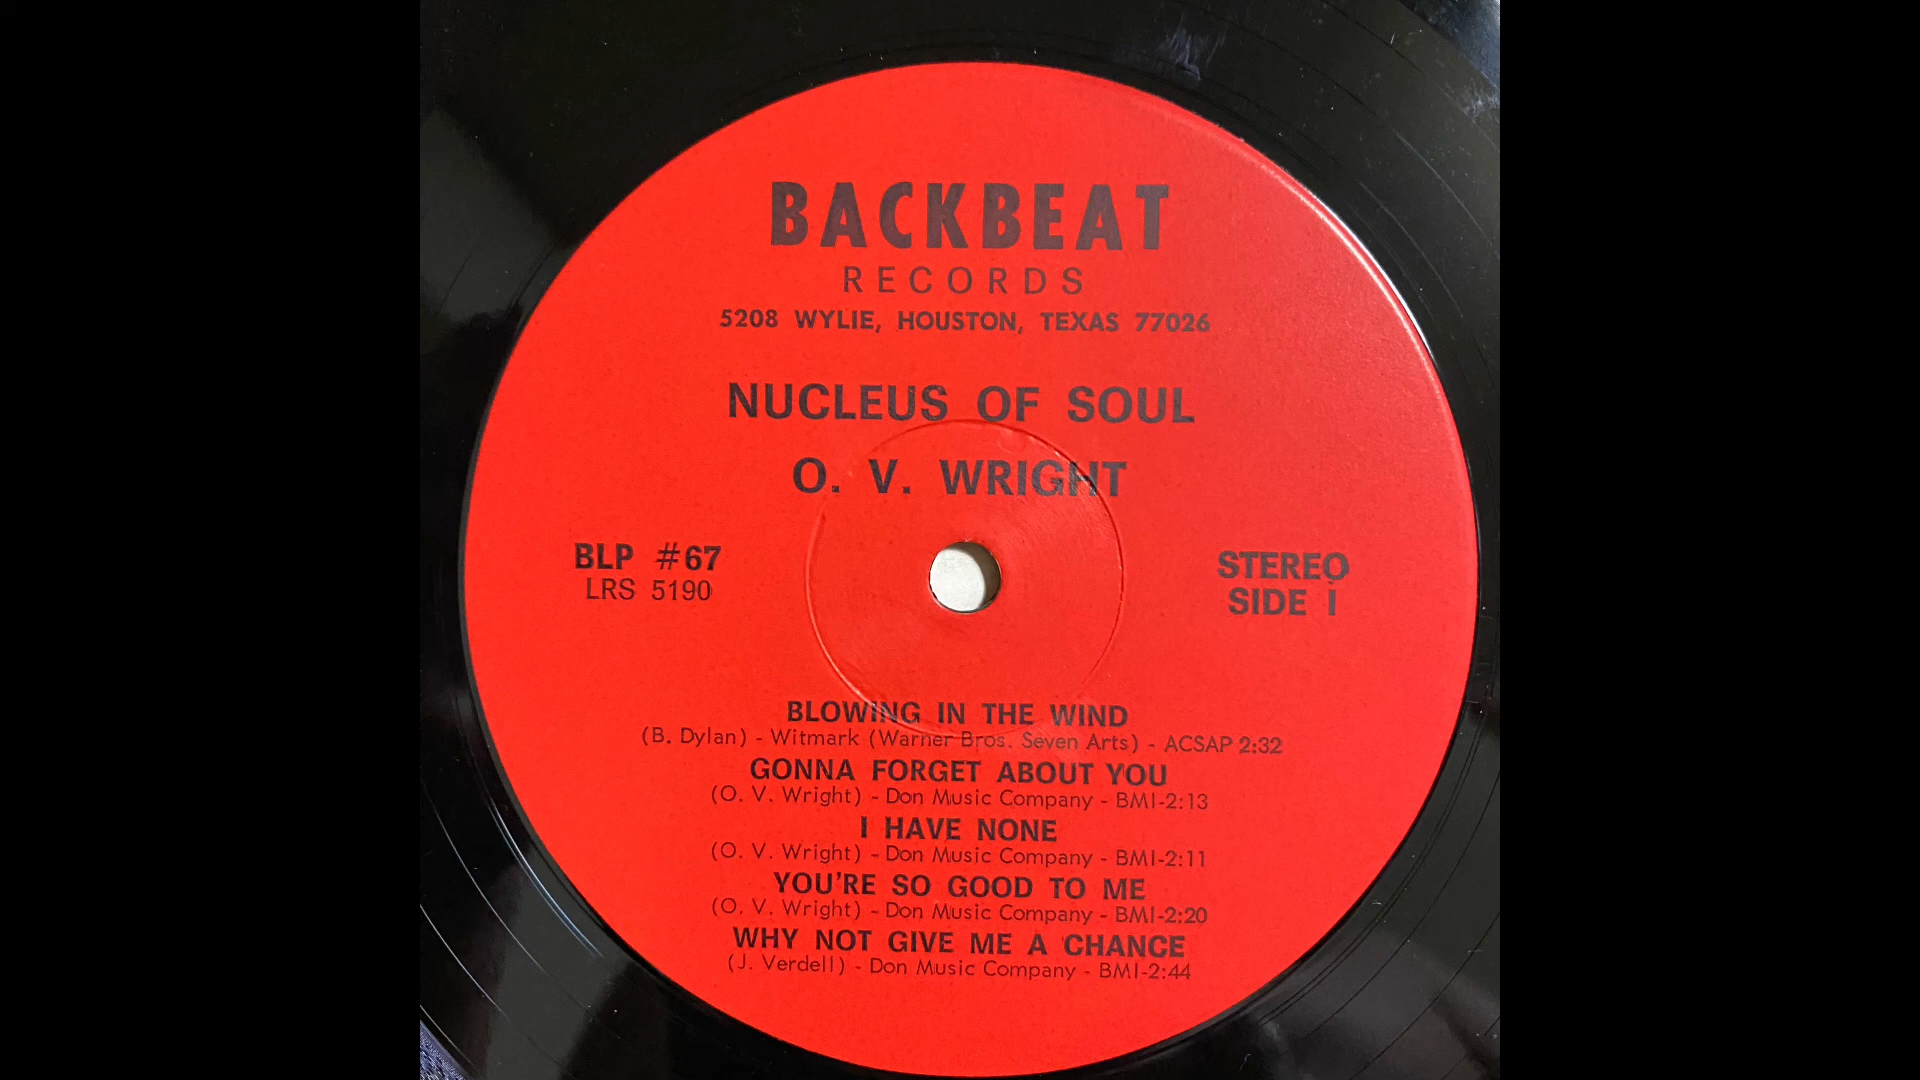 BACKBEAT
RECORDS
5208 WYLIE, HOUSTON, TEXAS 77026
NUCLEUS OF SOUL
O. V. WRIGHT
BLP #67
LRS 5190
STEREO
SIDE I
BLOWING IN THE WIND
(B. Dylan) - Witmark (Warner Bros. Seven Arts) - ACSAP 2:32
GONNA FORGET ABOUT YOU
(O. V. Wright) - Don Music Company - BMI-2:13
I HAVE NONE
(O. V. Wright) - Don Music Company - BMI-2:11
YOU'RE SO GOOD TO ME
(O. V. Wright) - Don Music Company - BMI-2:20
WHY NOT GIVE ME A CHANCE
(J. Verdell) - Don Music Company - BMI-2:44